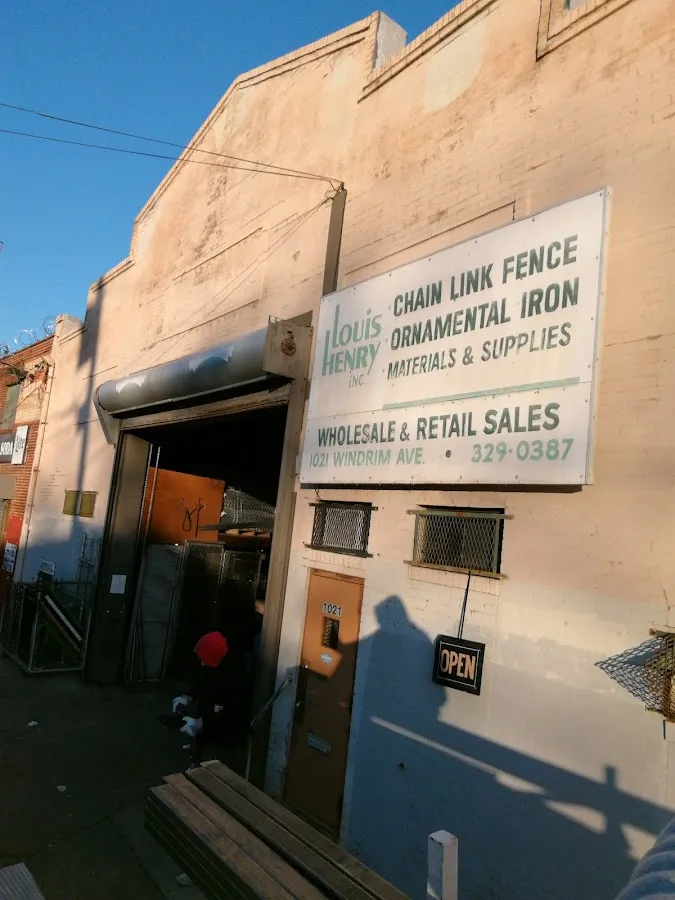 Louis
HENRY
INC.
CHAIN LINK FENCE
ORNAMENTAL IRON
MATERIALS & SUPPLIES
WHOLESALE & RETAIL SALES
1021 WINDRIM AVE. • 329-0387
1021
OPEN
SODA